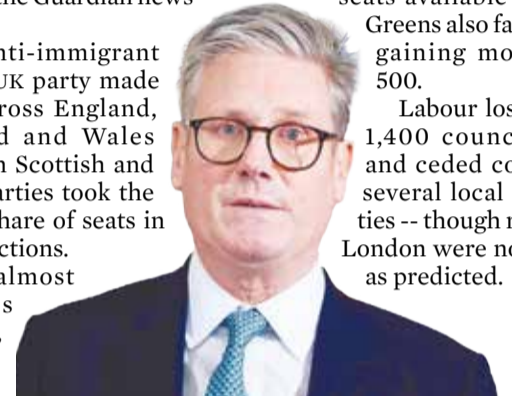 the Guardian news
nti-immigrant
UK party made
ross England,
d and Wales
n Scottish and
arties took the
hare of seats in
ctions.
almost
s
seats available
Greens also fa
gaining mo
500.
Labour los
1,400 counc
and ceded co
several local
ties -- though n
London were no
as predicted.